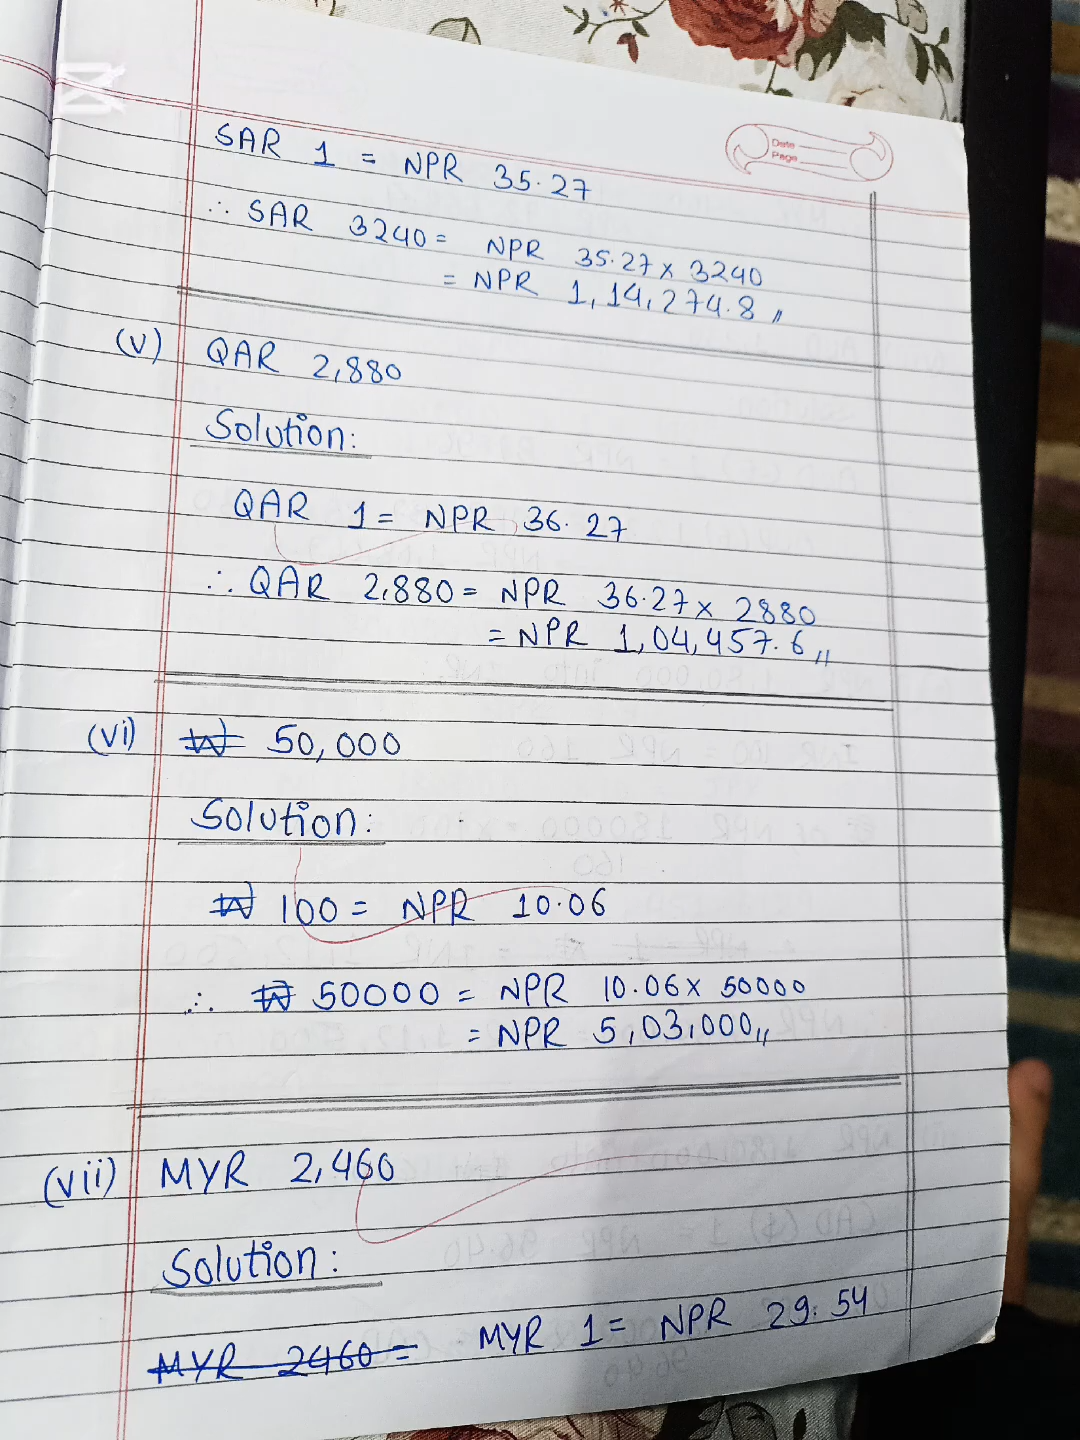 Date
Page
SAR 1 = NPR 35.27
∴ SAR 3240 = NPR 35.27 x 3240
= NPR 1,14,274.8 〃
(v) QAR 2,880
Solution:
QAR 1 = NPR 36.27
∴ QAR 2,880 = NPR 36.27 x 2880
= NPR 1,04,457.6 〃
(vi) ₩ 50,000
Solution:
₩ 100 = NPR 10.06
∴ ₩ 50000 = NPR 10.06 x 50000
= NPR 5,03,000 〃
(vii) MYR 2,460
Solution:
MYR 2460 = MYR 1 = NPR 29.54